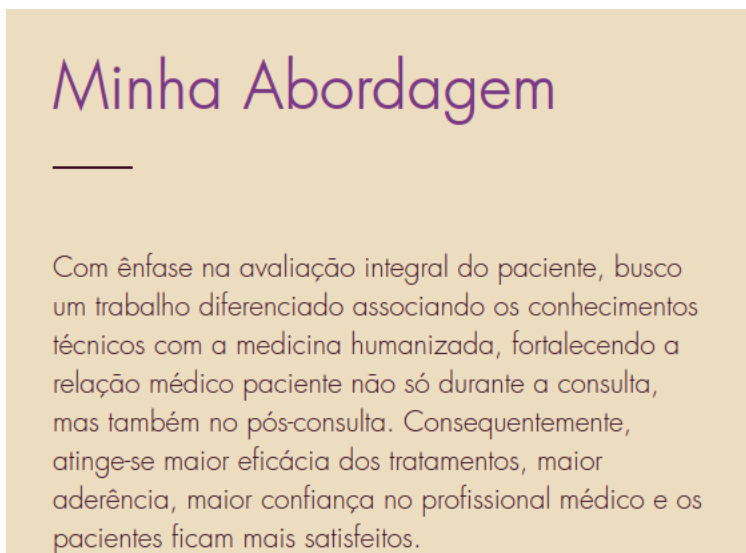 Minha Abordagem
Com ênfase na avaliação integral do paciente, busco
um trabalho diferenciado associando os conhecimentos
técnicos com a medicina humanizada, fortalecendo a
relação médico paciente não só durante a consulta,
mas também no pós-consulta. Consequentemente,
atinge-se maior eficácia dos tratamentos, maior
aderência, maior confiança no profissional médico e os
pacientes ficam mais satisfeitos.